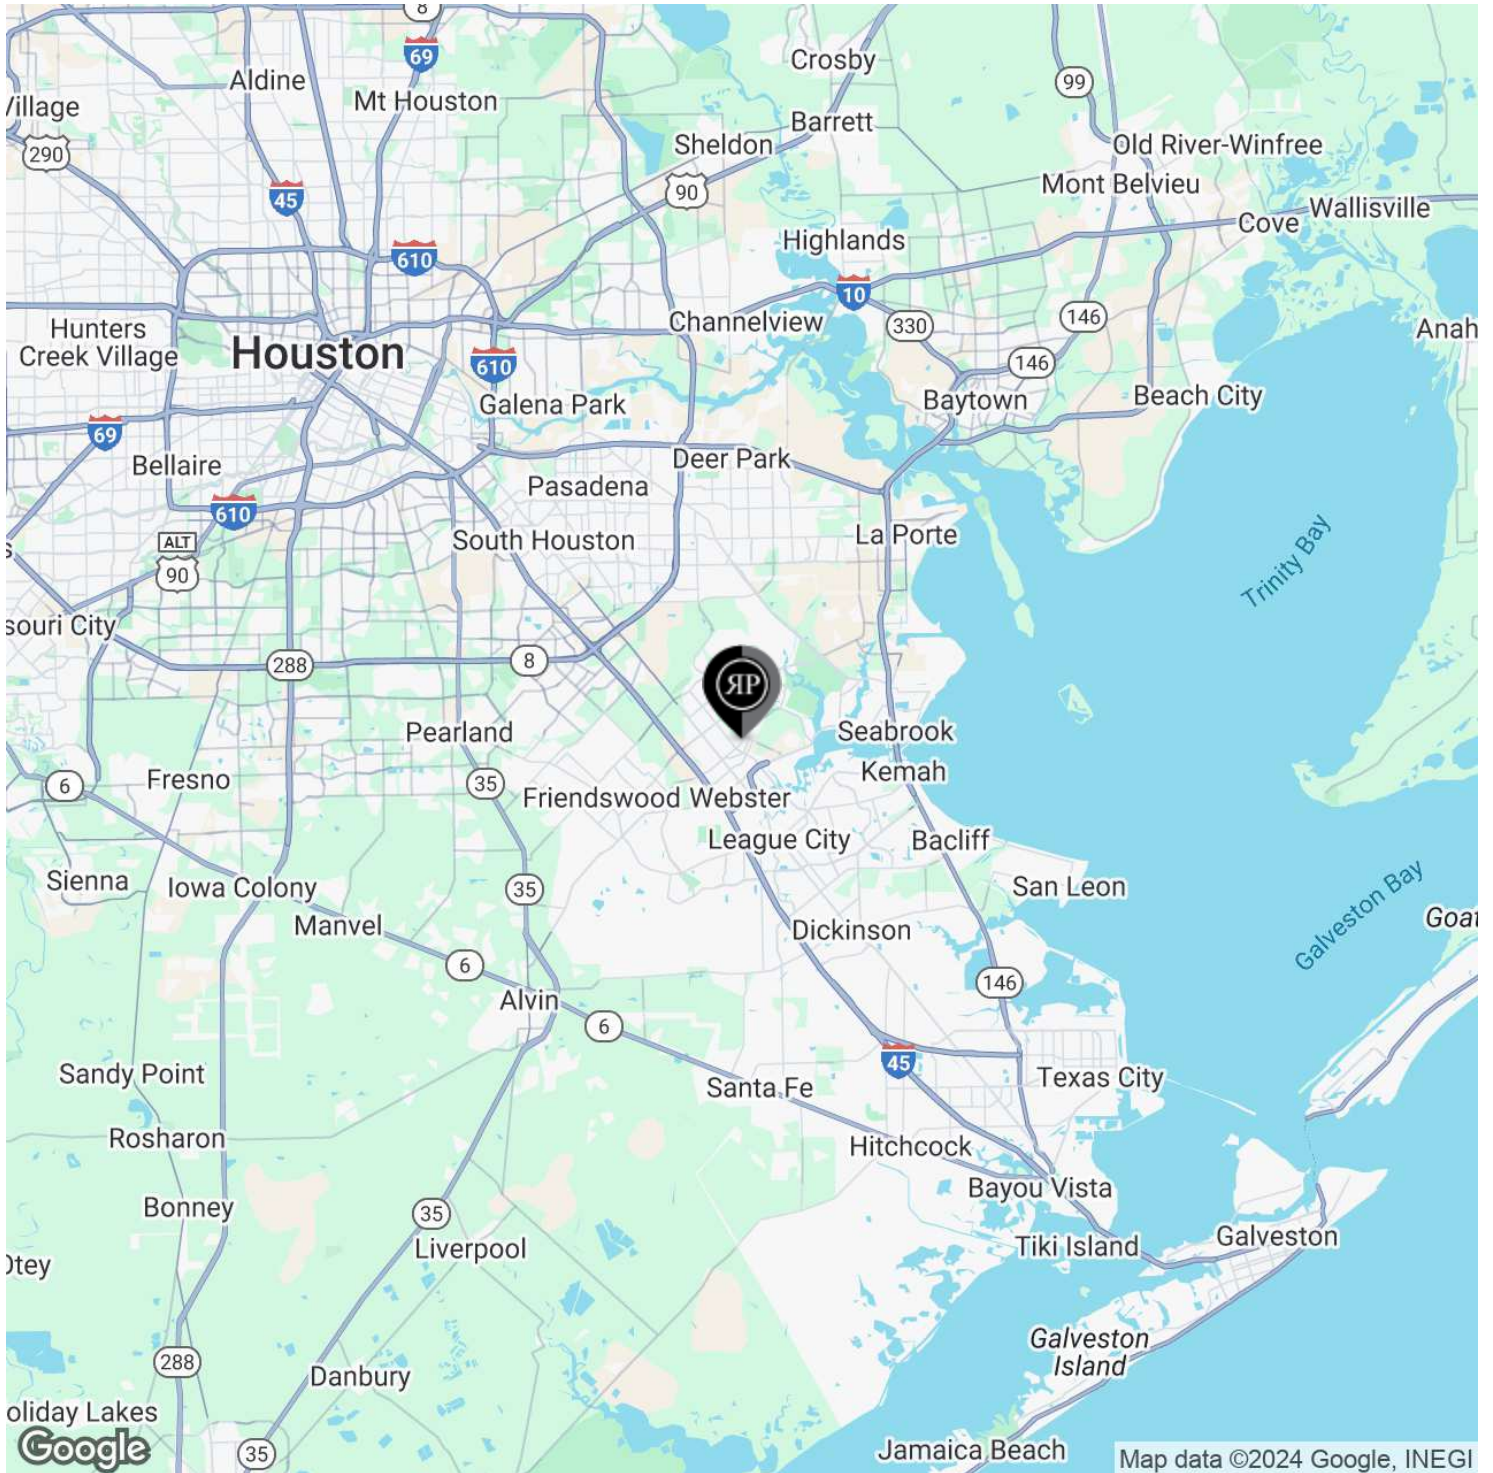 8
69
Aldine
Crosby
99
Mt Houston
Village
Barrett
Old River-Winfree
290
Sheldon
45
90
Mont Belvieu
Wallisville
Cove
Highlands
610
10
Channelview
330
146
Hunters
Creek Village
Anah
Houston
610
146
Baytown
Beach City
Galena Park
69
Bellaire
Deer Park
Pasadena
610
La Porte
South Houston
ALT
90
s
Trinity Bay
souri City
288
8
RP
Pearland
Seabrook
Kemah
6
Fresno
35
Friendswood
Webster
League City
Bacliff
Sienna
Iowa Colony
35
San Leon
Manvel
Dickinson
Galveston Bay
Goat
6
146
Alvin
6
45
Sandy Point
Santa Fe
Texas City
Rosharon
Hitchcock
Bayou Vista
Bonney
35
Liverpool
Tiki Island
Galveston
Otey
288
Galveston
Island
Danbury
oliday Lakes
Google
35
Jamaica Beach
Map data ©2024 Google, INEGI